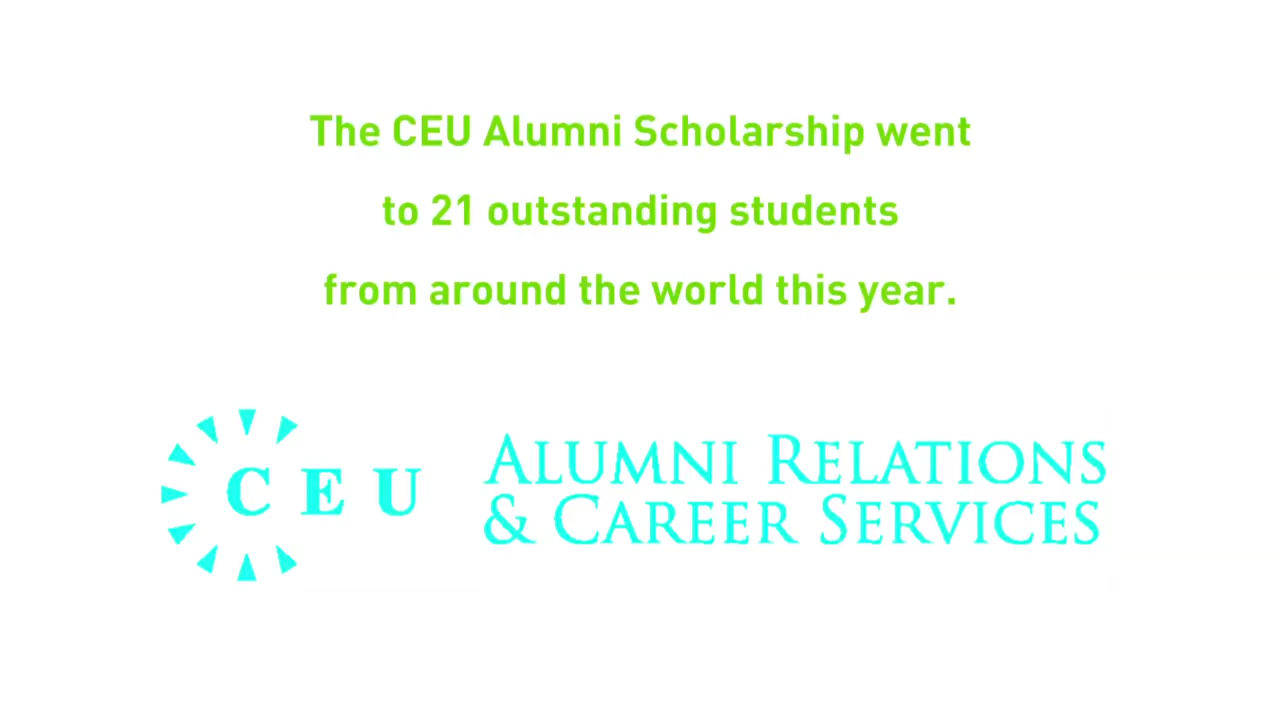 The CEU Alumni Scholarship went
to 21 outstanding students
from around the world this year.
CEU
ALUMNI RELATIONS
& CAREER SERVICES